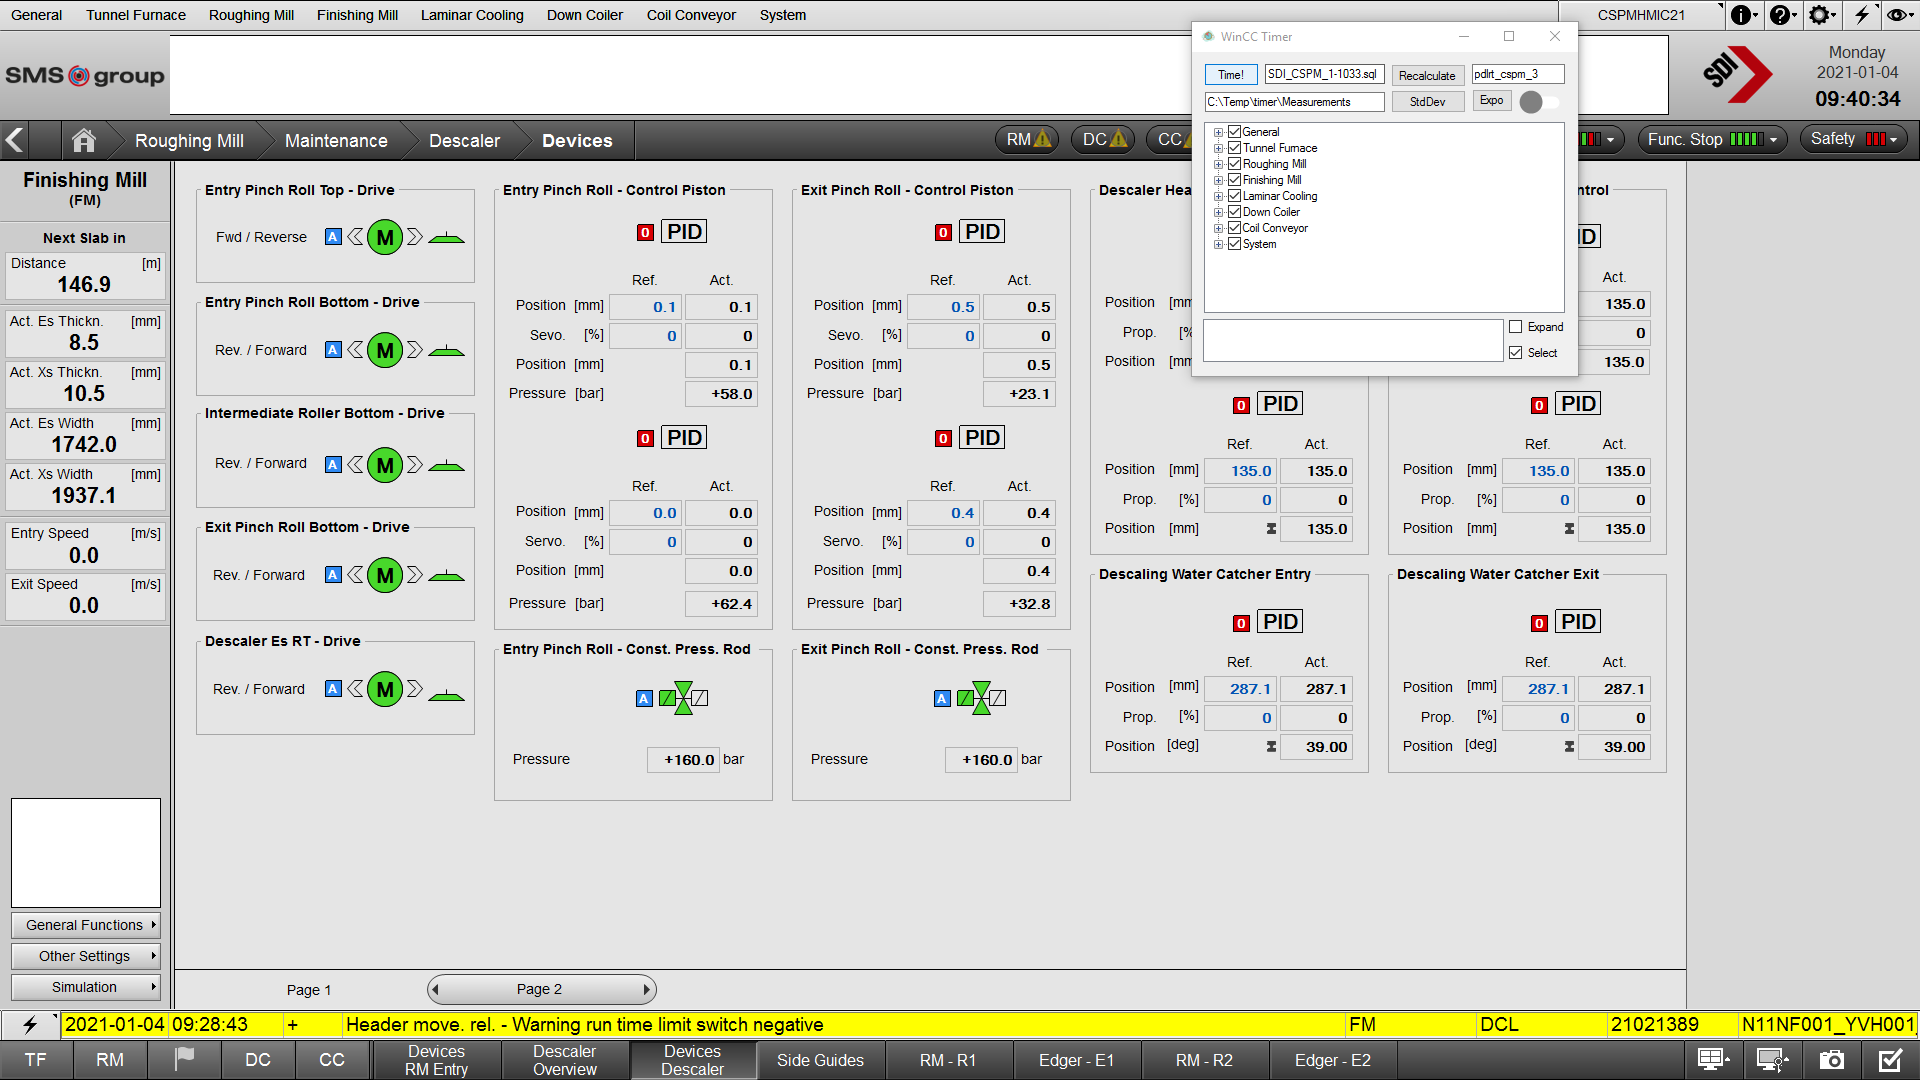 General Tunnel Furnace Roughing Mill Finishing Mill Laminar Cooling Down Coiler Coil Conveyor System CSPMHMIC21
SMS group
SDI
Monday
2021-01-04
09:40:34
WinCC Timer
Time! SDI_CSPM_1-1033.sql Recalculate pdlrt_cspm_3
C:\Temp\timer\Measurements StdDev Expo
General
Tunnel Furnace
Roughing Mill
Finishing Mill
Laminar Cooling
Down Coiler
Coil Conveyor
System
Expand
Select
Roughing Mill Maintenance Descaler Devices RM DC CC Func. Stop Safety
Finishing Mill
(FM)
Next Slab in
Distance [m]
146.9
Act. Es Thickn. [mm]
8.5
Act. Xs Thickn. [mm]
10.5
Act. Es Width [mm]
1742.0
Act. Xs Width [mm]
1937.1
Entry Speed [m/s]
0.0
Exit Speed [m/s]
0.0
General Functions
Other Settings
Simulation
Entry Pinch Roll Top - Drive
Fwd / Reverse A M
Entry Pinch Roll Bottom - Drive
Rev. / Forward A M
Intermediate Roller Bottom - Drive
Rev. / Forward A M
Exit Pinch Roll Bottom - Drive
Rev. / Forward A M
Descaler Es RT - Drive
Rev. / Forward A M
Entry Pinch Roll - Control Piston
0 PID
Ref. Act.
Position [mm] 0.1 0.1
Sevo. [%] 0 0
Position [mm] 0.1
Pressure [bar] +58.0
0 PID
Ref. Act.
Position [mm] 0.0 0.0
Servo. [%] 0 0
Position [mm] 0.0
Pressure [bar] +62.4
Entry Pinch Roll - Const. Press. Rod
A
Pressure +160.0 bar
Exit Pinch Roll - Control Piston
0 PID
Ref. Act.
Position [mm] 0.5 0.5
Sevo. [%] 0 0
Position [mm] 0.5
Pressure [bar] +23.1
0 PID
Ref. Act.
Position [mm] 0.4 0.4
Servo. [%] 0 0
Position [mm] 0.4
Pressure [bar] +32.8
Exit Pinch Roll - Const. Press. Rod
A
Pressure +160.0 bar
Descaler Hea
Position [mm
Prop. [%
Position [mm
0 PID
Ref. Act.
Position [mm] 135.0 135.0
Prop. [%] 0 0
Position [mm] 135.0
Descaling Water Catcher Entry
0 PID
Ref. Act.
Position [mm] 287.1 287.1
Prop. [%] 0 0
Position [deg] 39.00
ntrol
ID
Act.
135.0
0
135.0
0 PID
Ref. Act.
Position [mm] 135.0 135.0
Prop. [%] 0 0
Position [mm] 135.0
Descaling Water Catcher Exit
0 PID
Ref. Act.
Position [mm] 287.1 287.1
Prop. [%] 0 0
Position [deg] 39.00
Page 1 Page 2
2021-01-04 09:28:43 + Header move. rel. - Warning run time limit switch negative FM DCL 21021389 N11NF001_YVH001
TF RM DC CC
Devices
RM Entry
Descaler
Overview
Devices
Descaler
Side Guides RM - R1 Edger - E1 RM - R2 Edger - E2